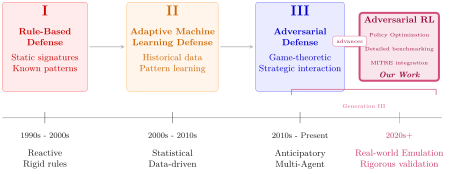 I
Rule-Based
Defense
Static signatures
Known patterns
II
Adaptive Machine
Learning Defense
Historical data
Pattern learning
III
Adversarial
Defense
Game-theoretic
Strategic interaction
advances
Adversarial RL
Policy Optimization
Detailed benchmarking
MITRE integration
Our Work
Generation III
1990s - 2000s
Reactive
Rigid rules
2000s - 2010s
Statistical
Data-driven
2010s - Present
Anticipatory
Multi-Agent
2020s+
Real-world Emulation
Rigorous validation